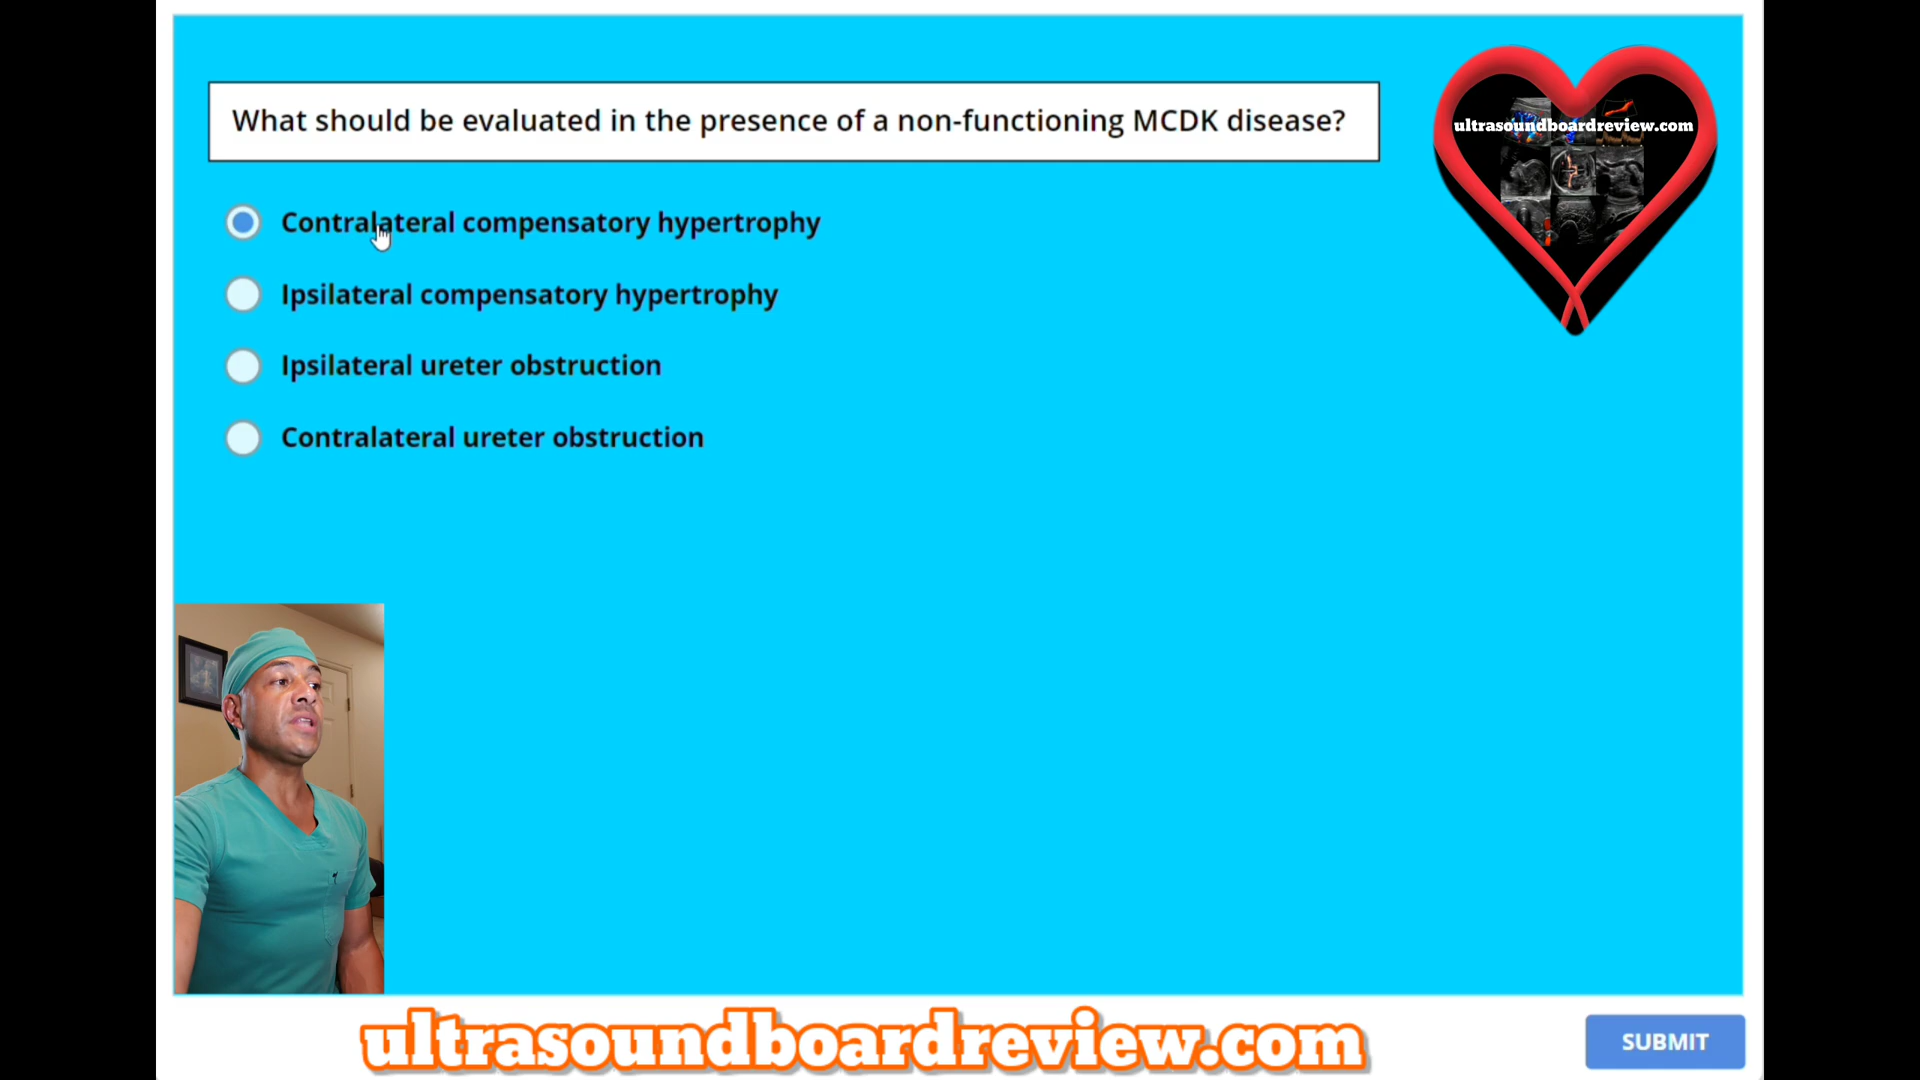 What should be evaluated in the presence of a non-functioning MCDK disease?
ultrasoundboardreview.com
Contralateral compensatory hypertrophy
Ipsilateral compensatory hypertrophy
Ipsilateral ureter obstruction
Contralateral ureter obstruction
ultrasoundboardreview.com
SUBMIT